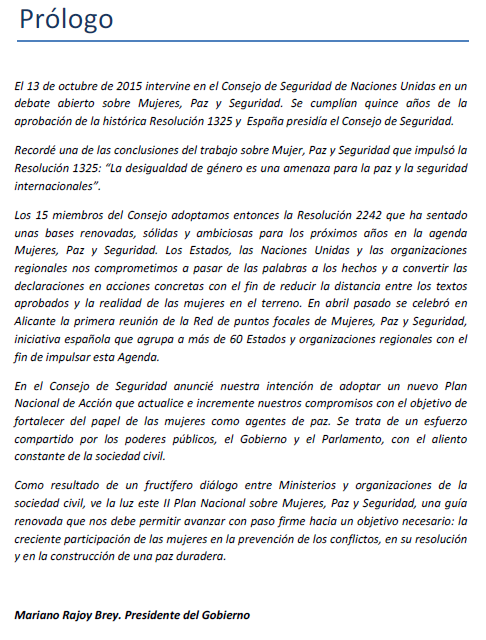 Prólogo
El 13 de octubre de 2015 intervine en el Consejo de Seguridad de Naciones Unidas en un
debate abierto sobre Mujeres, Paz y Seguridad. Se cumplían quince años de la
aprobación de la histórica Resolución 1325 y España presidía el Consejo de Seguridad.
Recordé una de las conclusiones del trabajo sobre Mujer, Paz y Seguridad que impulsó la
Resolución 1325: “La desigualdad de género es una amenaza para la paz y la seguridad
internacionales”.
Los 15 miembros del Consejo adoptamos entonces la Resolución 2242 que ha sentado
unas bases renovadas, sólidas y ambiciosas para los próximos años en la agenda
Mujeres, Paz y Seguridad. Los Estados, las Naciones Unidas y las organizaciones
regionales nos comprometimos a pasar de las palabras a los hechos y a convertir las
declaraciones en acciones concretas con el fin de reducir la distancia entre los textos
aprobados y la realidad de las mujeres en el terreno. En abril pasado se celebró en
Alicante la primera reunión de la Red de puntos focales de Mujeres, Paz y Seguridad,
iniciativa española que agrupa a más de 60 Estados y organizaciones regionales con el
fin de impulsar esta Agenda.
En el Consejo de Seguridad anuncié nuestra intención de adoptar un nuevo Plan
Nacional de Acción que actualice e incremente nuestros compromisos con el objetivo de
fortalecer del papel de las mujeres como agentes de paz. Se trata de un esfuerzo
compartido por los poderes públicos, el Gobierno y el Parlamento, con el aliento
constante de la sociedad civil.
Como resultado de un fructífero diálogo entre Ministerios y organizaciones de la
sociedad civil, ve la luz este II Plan Nacional sobre Mujeres, Paz y Seguridad, una guía
renovada que nos debe permitir avanzar con paso firme hacia un objetivo necesario: la
creciente participación de las mujeres en la prevención de los conflictos, en su resolución
y en la construcción de una paz duradera.
Mariano Rajoy Brey. Presidente del Gobierno